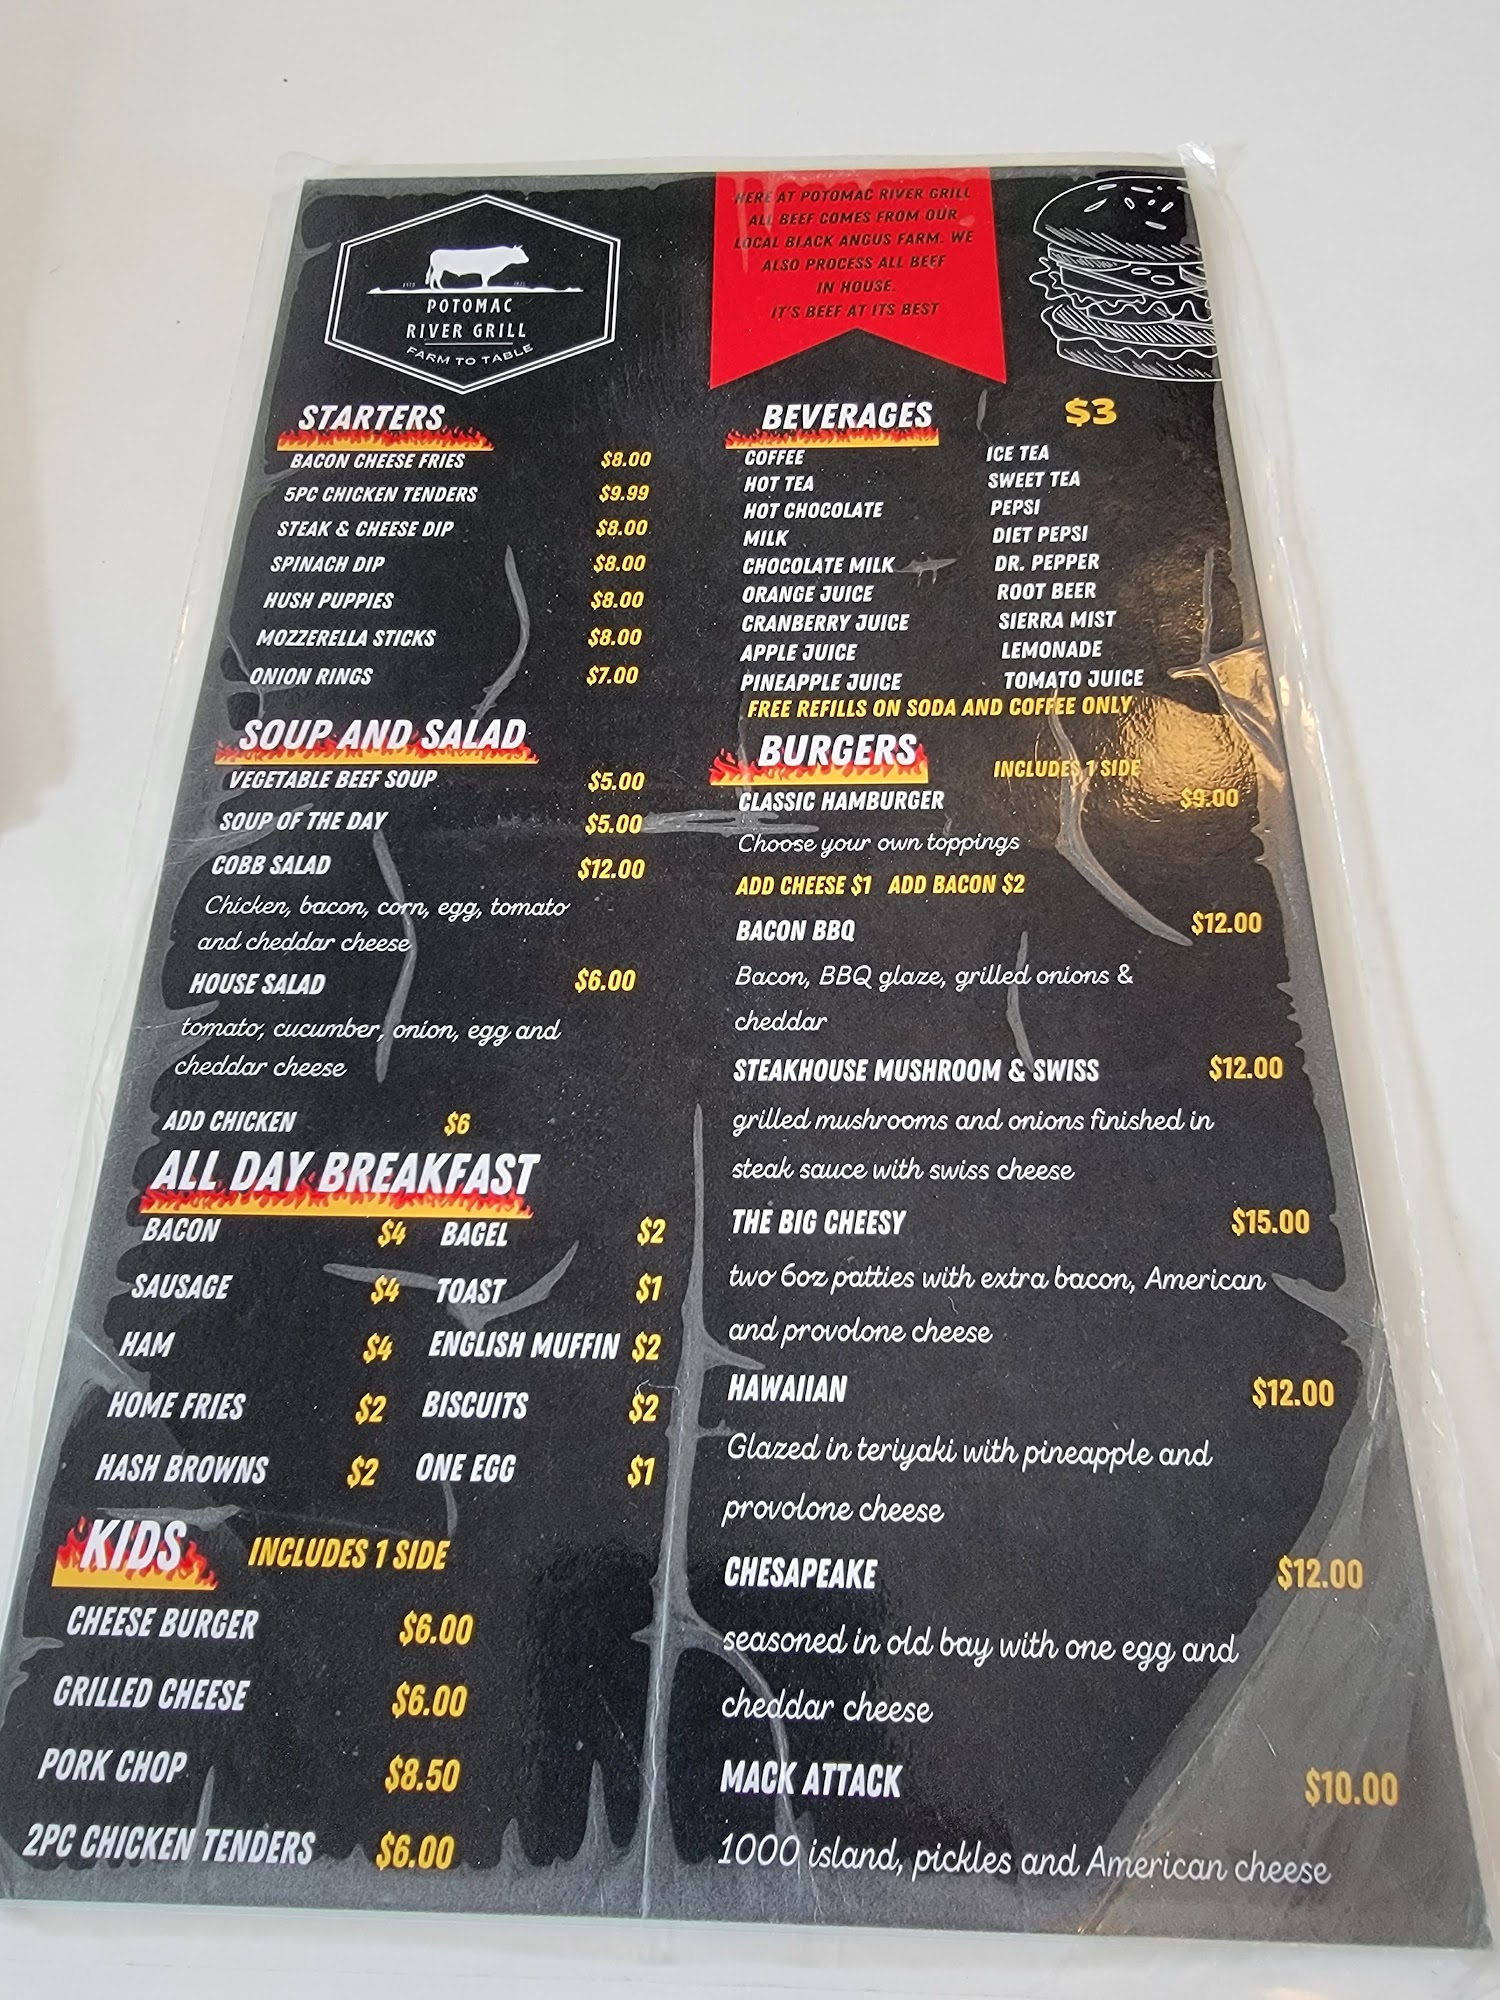 POTOMAC
RIVER GRILL
FARM TO TABLE
HERE AT POTOMAC RIVER GRILL
ALL BEEF COMES FROM OUR
LOCAL BLACK ANGUS FARM. WE
ALSO PROCESS ALL BEEF
IN HOUSE.
IT'S BEEF AT ITS BEST
STARTERS
BACON CHEESE FRIES $8.00
5PC CHICKEN TENDERS $9.99
STEAK & CHEESE DIP $8.00
SPINACH DIP $8.00
HUSH PUPPIES $8.00
MOZZERELLA STICKS $8.00
ONION RINGS $7.00
SOUP AND SALAD
VEGETABLE BEEF SOUP $5.00
SOUP OF THE DAY $5.00
COBB SALAD $12.00
Chicken, bacon, corn, egg, tomato
and cheddar cheese
HOUSE SALAD $6.00
tomato, cucumber, onion, egg and
cheddar cheese
ADD CHICKEN $6
ALL DAY BREAKFAST
BACON $4 BAGEL $2
SAUSAGE $4 TOAST $1
HAM $4 ENGLISH MUFFIN $2
HOME FRIES $2 BISCUITS $2
HASH BROWNS $2 ONE EGG $1
KIDS INCLUDES 1 SIDE
CHEESE BURGER $6.00
GRILLED CHEESE $6.00
PORK CHOP $8.50
2PC CHICKEN TENDERS $6.00
BEVERAGES $3
COFFEE ICE TEA
HOT TEA SWEET TEA
HOT CHOCOLATE PEPSI
MILK DIET PEPSI
CHOCOLATE MILK DR. PEPPER
ORANGE JUICE ROOT BEER
CRANBERRY JUICE SIERRA MIST
APPLE JUICE LEMONADE
PINEAPPLE JUICE TOMATO JUICE
FREE REFILLS ON SODA AND COFFEE ONLY
BURGERS INCLUDES 1 SIDE
CLASSIC HAMBURGER $9.00
Choose your own toppings
ADD CHEESE $1 ADD BACON $2
BACON BBQ $12.00
Bacon, BBQ glaze, grilled onions &
cheddar
STEAKHOUSE MUSHROOM & SWISS $12.00
grilled mushrooms and onions finished in
steak sauce with swiss cheese
THE BIG CHEESY $15.00
two 6oz patties with extra bacon, American
and provolone cheese
HAWAIIAN $12.00
Glazed in teriyaki with pineapple and
provolone cheese
CHESAPEAKE $12.00
seasoned in old bay with one egg and
cheddar cheese
MACK ATTACK $10.00
1000 island, pickles and American cheese